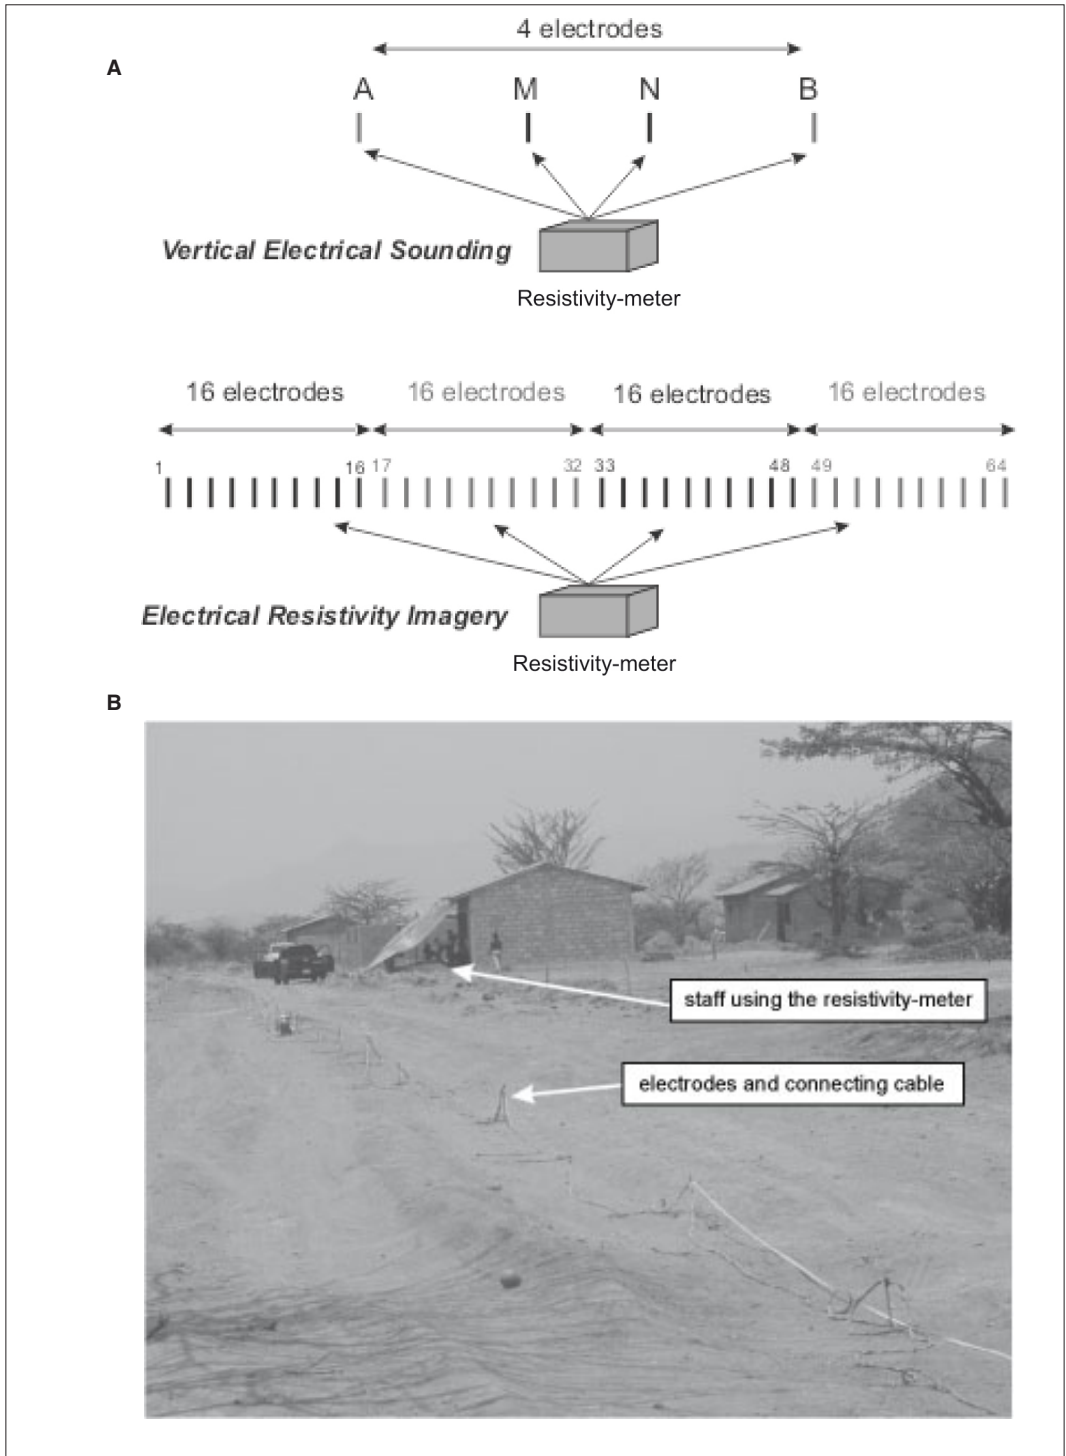 4 electrodes
A
A M N B
Vertical Electrical Sounding
Resistivity-meter
16 electrodes 16 electrodes 16 electrodes 16 electrodes
1 16 17 32 33 48 49 64
Electrical Resistivity Imagery
Resistivity-meter
B
staff using the resistivity-meter
electrodes and connecting cable